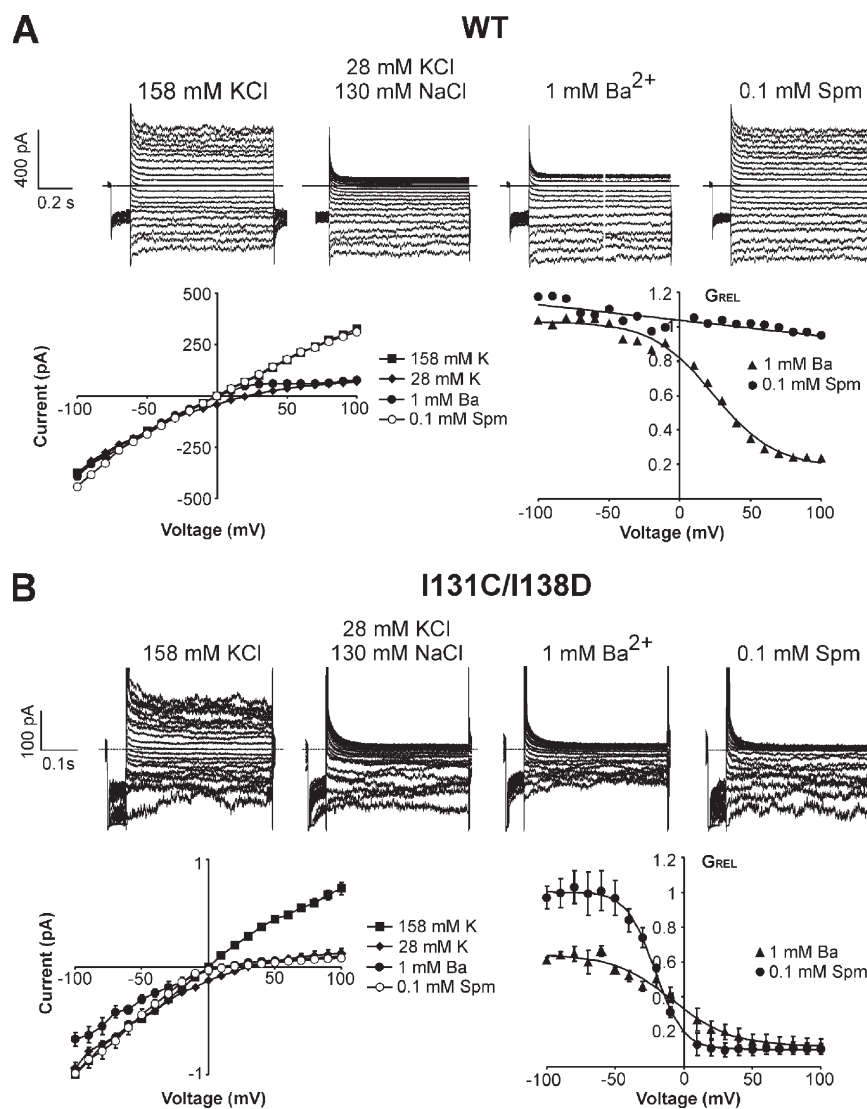 A
WT
158 mM KCl
28 mM KCl
130 mM NaCl
1 mM Ba2+
0.1 mM Spm
400 pA
0.2 s
500
250
-100
-50
50
100
-250
-500
Current (pA)
Voltage (mV)
158 mM K
28 mM K
1 mM Ba
0.1 mM Spm
1.2
GREL
1
0.8
0.6
0.4
0.2
-100
-50
0
50
100
Voltage (mV)
1 mM Ba
0.1 mM Spm
B
I131C/I138D
158 mM KCl
28 mM KCl
130 mM NaCl
1 mM Ba2+
0.1 mM Spm
100 pA
0.1s
1
-100
-50
50
100
-1
Current (pA)
Voltage (mV)
158 mM K
28 mM K
1 mM Ba
0.1 mM Spm
1.2
GREL
1
0.8
0.6
0.4
0.2
-100
-50
0
50
100
Voltage (mV)
1 mM Ba
0.1 mM Spm